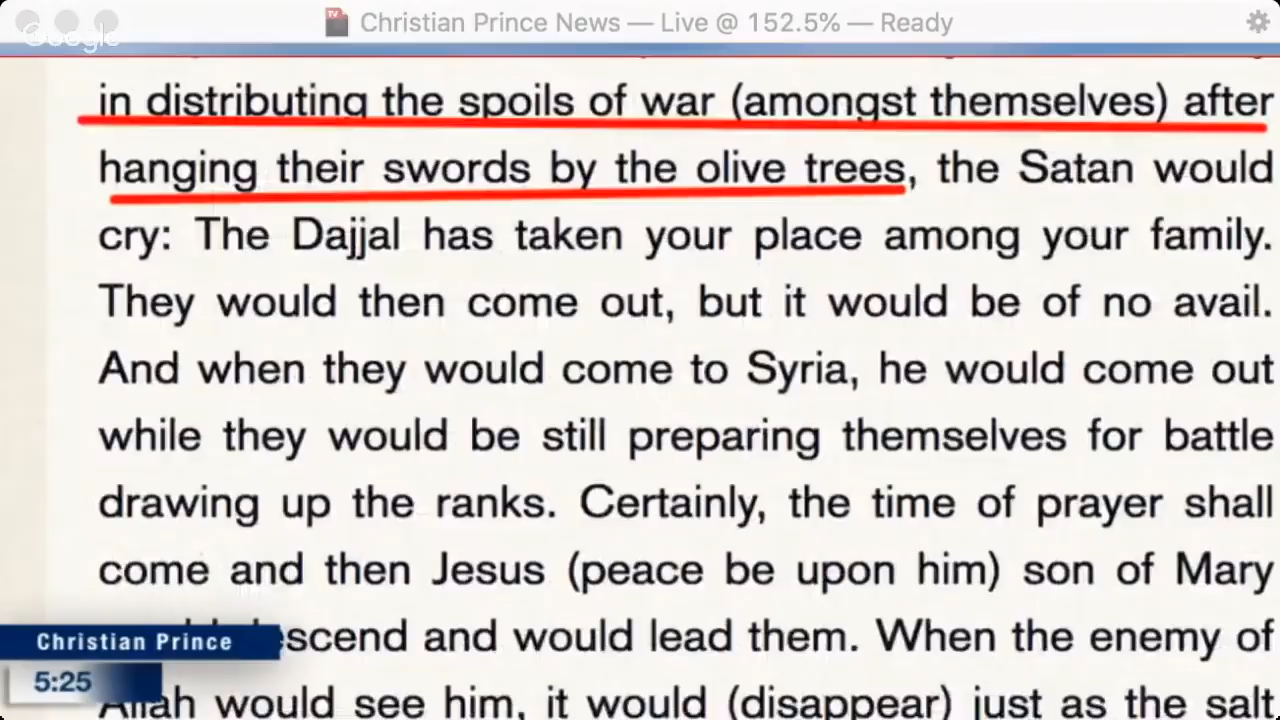 Christian Prince News — Live @ 152.5% — Ready
Google
in distributing the spoils of war (amongst themselves) after
hanging their swords by the olive trees, the Satan would
cry: The Dajjal has taken your place among your family.
They would then come out, but it would be of no avail.
And when they would come to Syria, he would come out
while they would be still preparing themselves for battle
drawing up the ranks. Certainly, the time of prayer shall
come and then Jesus (peace be upon him) son of Mary
and would lead them. When the enemy of
Christian Prince
would see him, it would (disappear) just as the salt
5:25